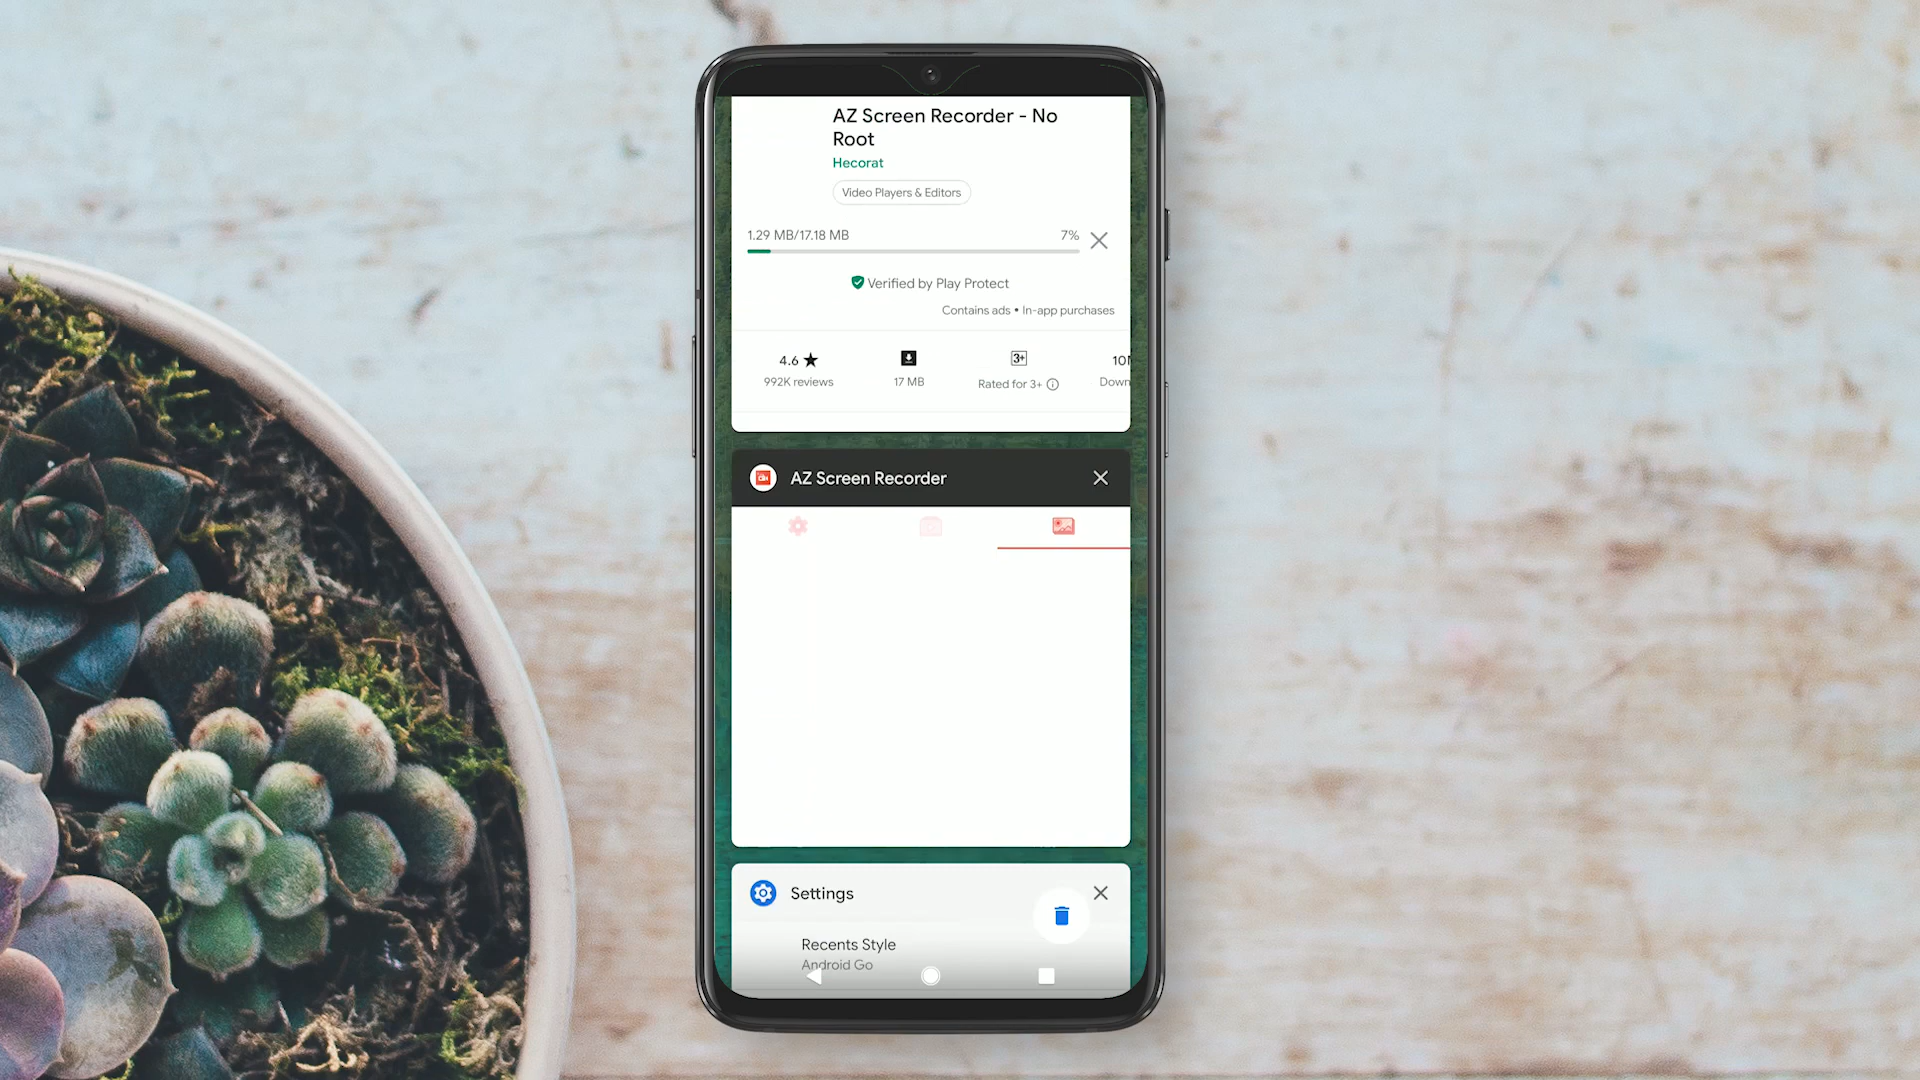 AZ Screen Recorder - No
Root
Hecorat
Video Players & Editors
1.29 MB/17.18 MB 7%
Verified by Play Protect
Contains ads • In-app purchases
4.6 ★ 3+
992K reviews 17 MB Rated for 3+
AZ Screen Recorder
Settings
Recents Style
Android Go